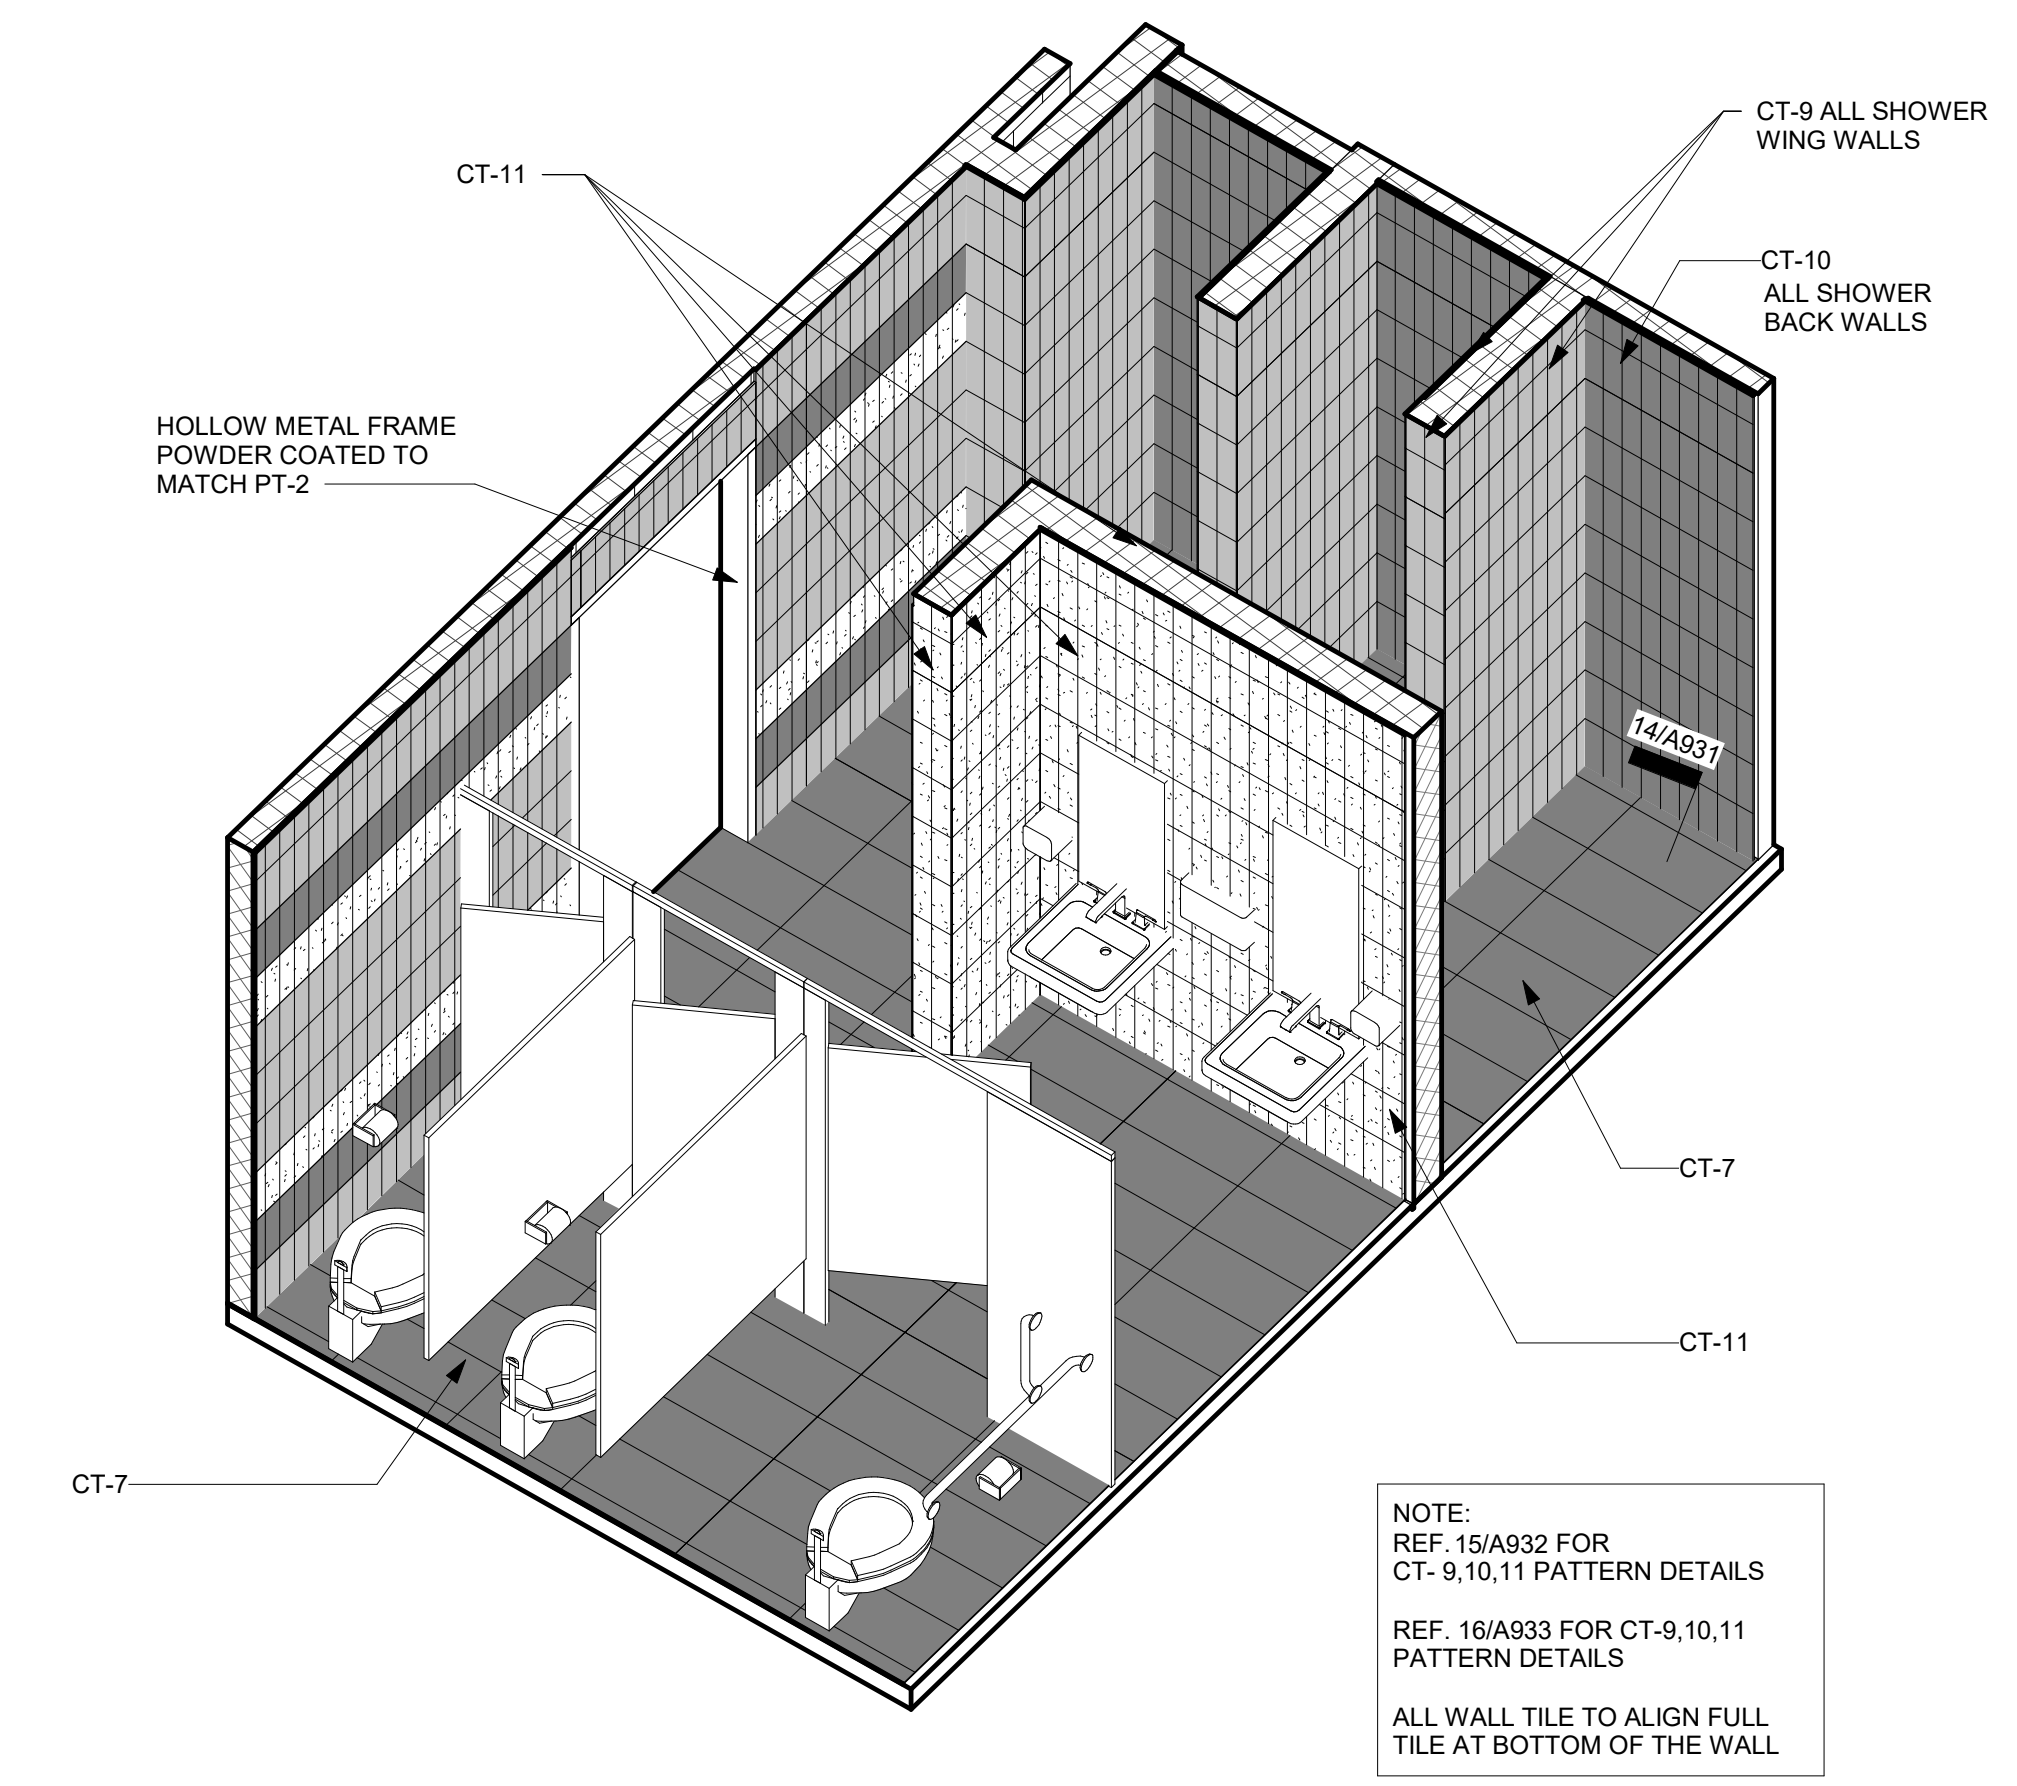 CT-9 ALL SHOWER
WING WALLS
CT-11
CT-10
ALL SHOWER
BACK WALLS
HOLLOW METAL FRAME
POWDER COATED TO
MATCH PT-2
14/A931
CT-7
CT-11
CT-7
NOTE:
REF. 15/A932 FOR
CT- 9,10,11 PATTERN DETAILS
REF. 16/A933 FOR CT-9,10,11
PATTERN DETAILS
ALL WALL TILE TO ALIGN FULL
TILE AT BOTTOM OF THE WALL